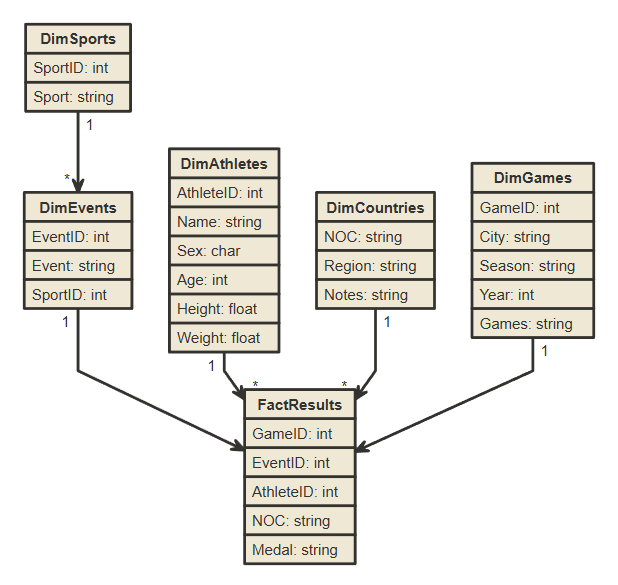 DimSports
SportID: int
Sport: string
1
*
DimEvents
EventID: int
Event: string
SportID: int
1
DimAthletes
AthleteID: int
Name: string
Sex: char
Age: int
Height: float
Weight: float
1
*
DimCountries
NOC: string
Region: string
Notes: string
1
*
DimGames
GameID: int
City: string
Season: string
Year: int
Games: string
1
FactResults
GameID: int
EventID: int
AthleteID: int
NOC: string
Medal: string